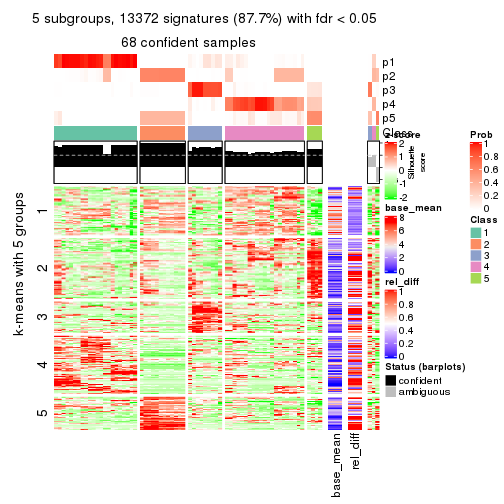 5 subgroups, 13372 signatures (87.7%) with fdr < 0.05
68 confident samples
p1
p2
p3
p4
p5
Class
z-score
2
1
0
-1
-2
Silhouette
score
base_mean
8
6
4
2
0
rel_diff
1
0.8
0.6
0.4
0.2
0
Status (barplots)
confident
ambiguous
Prob
1
0.8
0.6
0.4
0.2
0
Class
1
2
3
4
5
k-means with 5 groups
1
2
3
4
5
base_mean
rel_diff